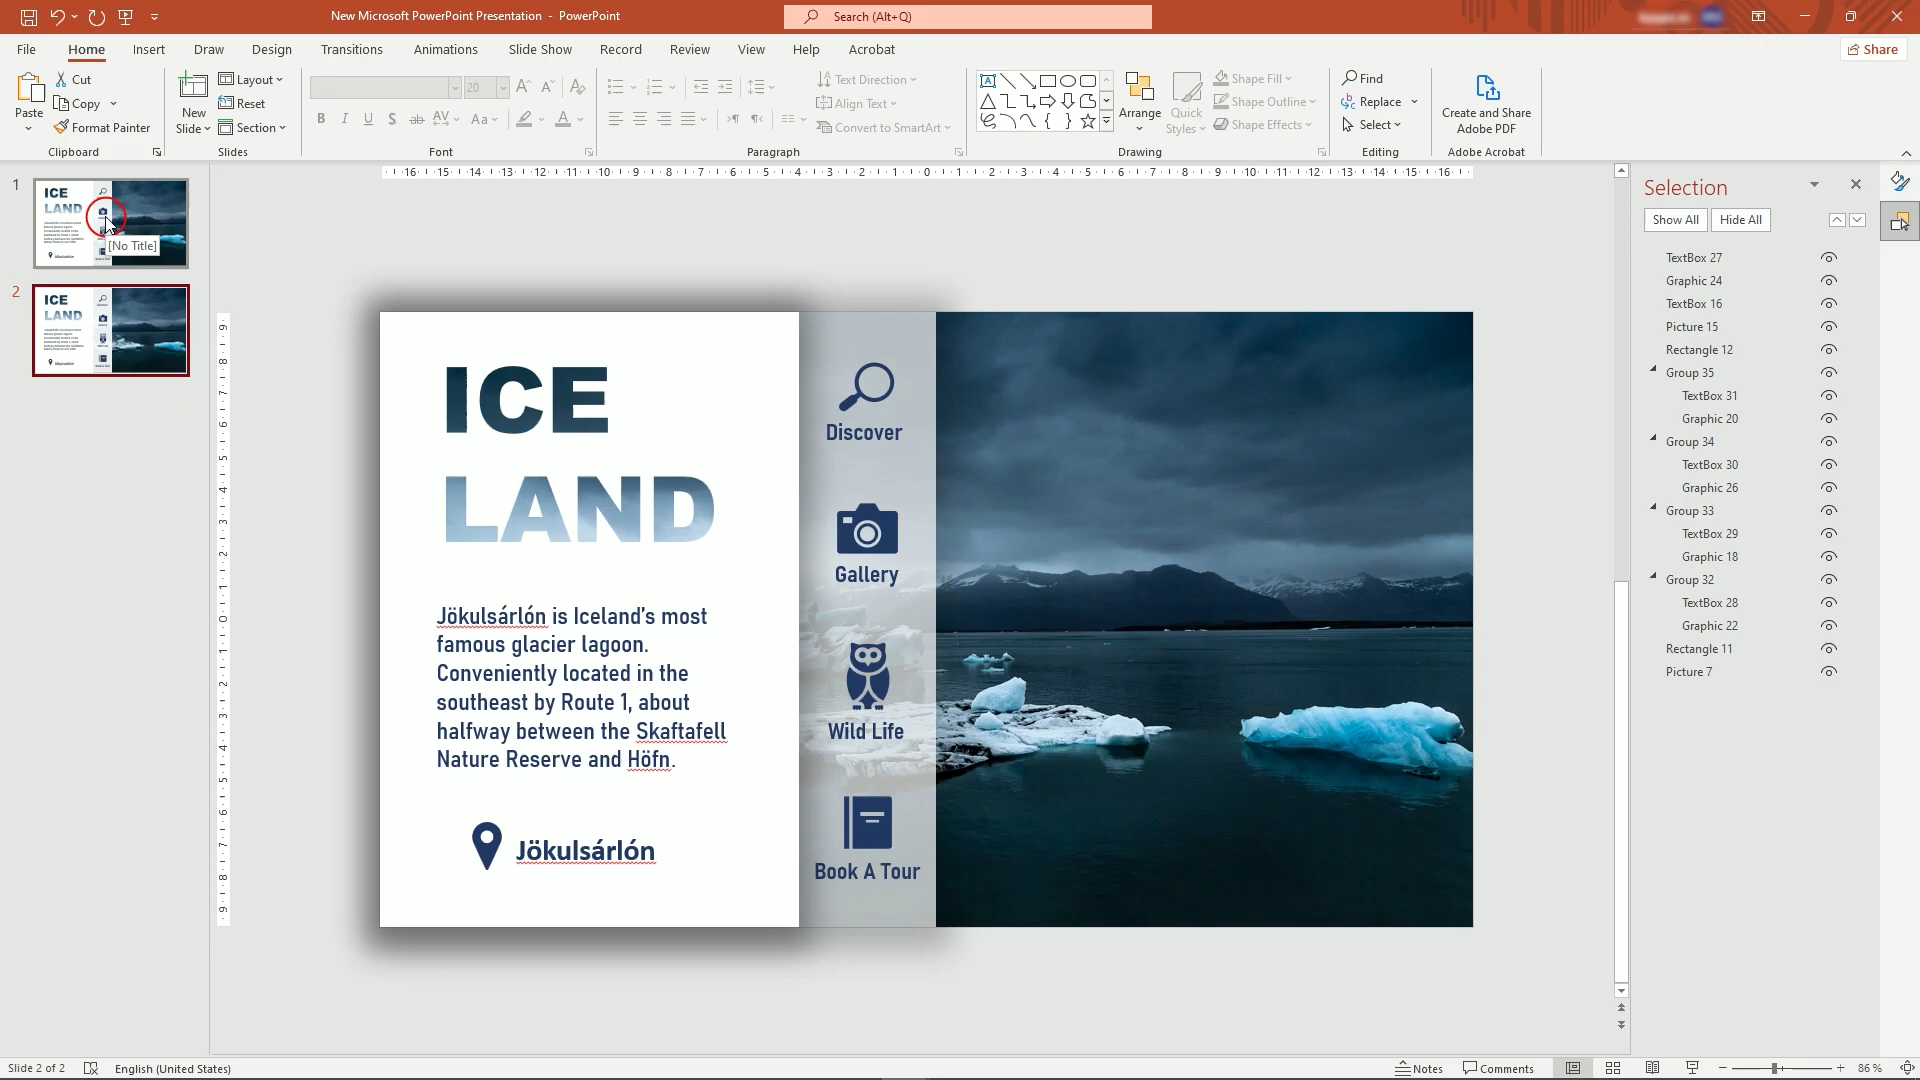 New Microsoft PowerPoint Presentation - PowerPoint
Search (Alt+Q)
File Home Insert Draw Design Transitions Animations Slide Show Record Review View Help Acrobat
Share
Paste
Cut
Copy
Format Painter
Clipboard
New Slide
Layout
Reset
Section
Slides
20
Font
Text Direction
Align Text
Convert to SmartArt
Paragraph
Arrange
Quick Styles
Shape Fill
Shape Outline
Shape Effects
Drawing
Find
Replace
Select
Editing
Create and Share
Adobe PDF
Adobe Acrobat
1
ICE
LAND
[No Title]
2
ICE
LAND
ICE
LAND
Jökulsárlón is Iceland’s most
famous glacier lagoon.
Conveniently located in the
southeast by Route 1, about
halfway between the Skaftafell
Nature Reserve and Höfn.
Jökulsárlón
Discover
Gallery
Wild Life
Book A Tour
Selection
Show All Hide All
TextBox 27
Graphic 24
TextBox 16
Picture 15
Rectangle 12
Group 35
TextBox 31
Graphic 20
Group 34
TextBox 30
Graphic 26
Group 33
TextBox 29
Graphic 18
Group 32
TextBox 28
Graphic 22
Rectangle 11
Picture 7
Slide 2 of 2
English (United States)
Notes
Comments
86 %